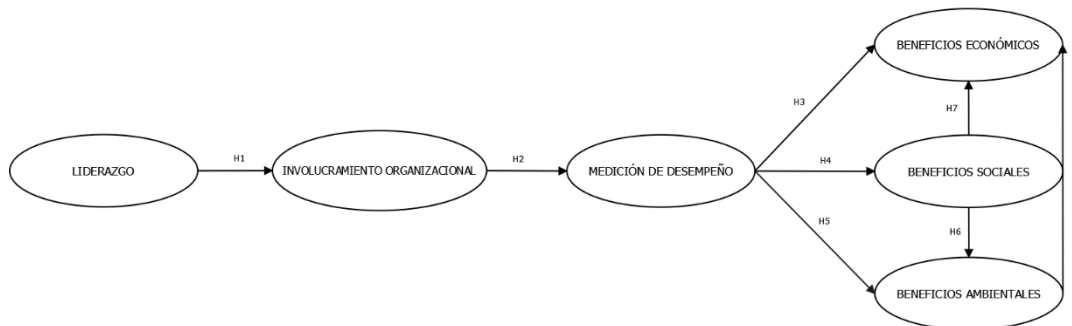 BENEFICIOS ECONÓMICOS
H3
H7
H1
H2
H4
LIDERAZGO
INVOLUCRAMIENTO ORGANIZACIONAL
MEDICIÓN DE DESEMPEÑO
BENEFICIOS SOCIALES
H5
H6
BENEFICIOS AMBIENTALES